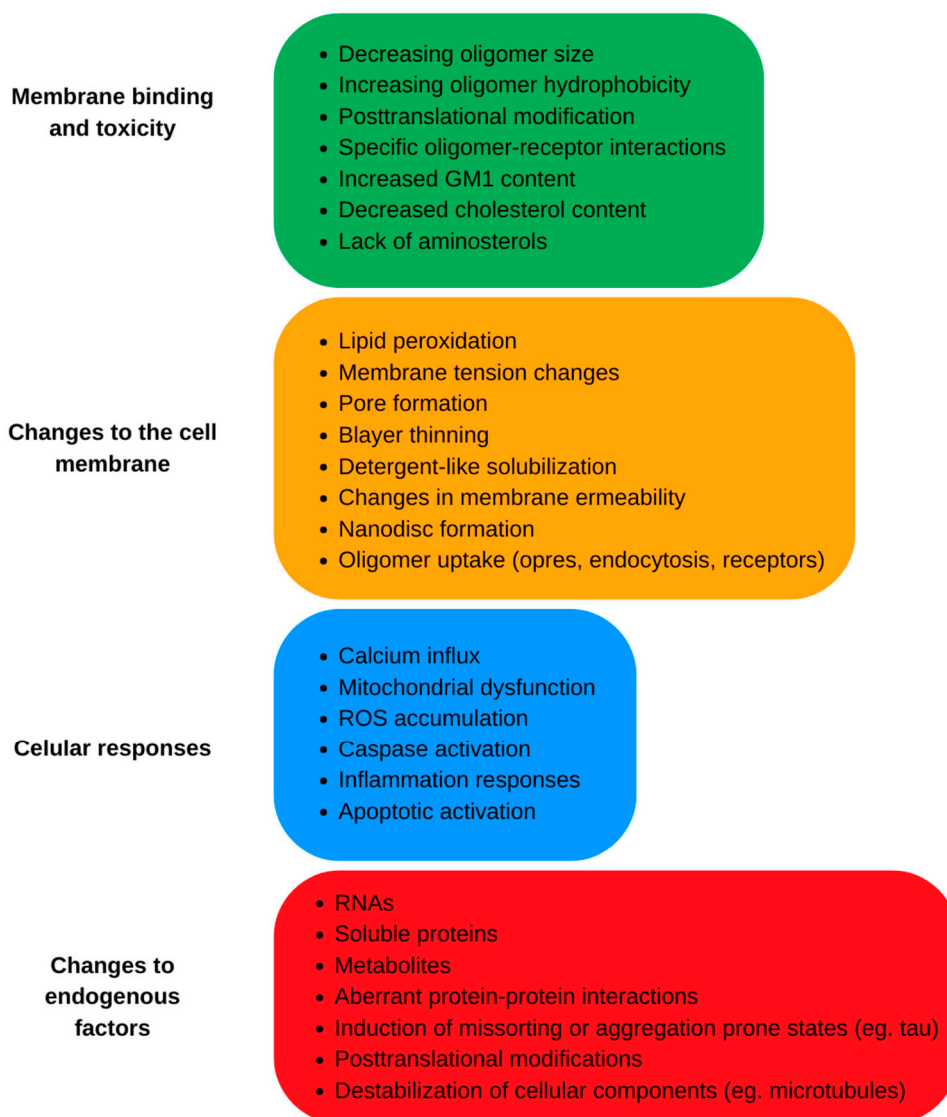 Membrane binding
and toxicity
• Decreasing oligomer size
• Increasing oligomer hydrophobicity
• Posttranslational modification
• Specific oligomer-receptor interactions
• Increased GM1 content
• Decreased cholesterol content
• Lack of aminosterols
Changes to the cell
membrane
• Lipid peroxidation
• Membrane tension changes
• Pore formation
• Blayer thinning
• Detergent-like solubilization
• Changes in membrane ermeability
• Nanodisc formation
• Oligomer uptake (opres, endocytosis, receptors)
Celular responses
• Calcium influx
• Mitochondrial dysfunction
• ROS accumulation
• Caspase activation
• Inflammation responses
• Apoptotic activation
Changes to
endogenous
factors
• RNAs
• Soluble proteins
• Metabolites
• Aberrant protein-protein interactions
• Induction of missorting or aggregation prone states (eg. tau)
• Posttranslational modifications
• Destabilization of cellular components (eg. microtubules)